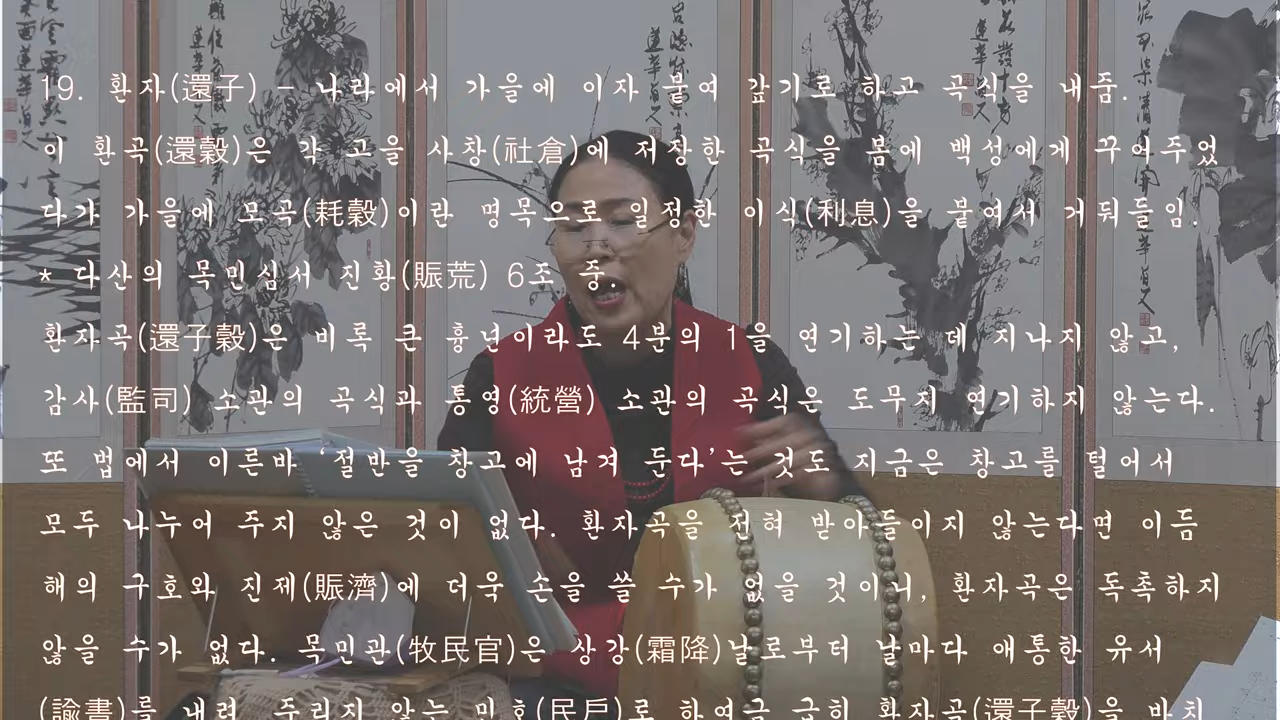 19. 환자(還子) - 나라에서 가을에 이자 붙여 갚기로 하고 곡식을 내줌.
이 환곡(還穀)은 각 고을 사창(社倉)에 저장한 곡식을 봄에 백성에게 꾸어주었
다가 가을에 모곡(耗穀)이란 명목으로 일정한 이식(利息)을 붙여서 거둬들임.
* 다산의 목민심서 진황(賑荒) 6조 중.
환자곡(還子穀)은 비록 큰 흉년이라도 4분의 1을 연기하는 데 지나지 않고,
감사(監司) 소관의 곡식과 통영(統營) 소관의 곡식은 도무지 연기하지 않는다.
또 법에서 이른바 ‘절반을 창고에 남겨 둔다’는 것도 지금은 창고를 털어서
모두 나누어 주지 않은 것이 없다. 환자곡을 전혀 받아들이지 않는다면 이듬
해의 구호와 진제(賑濟)에 더욱 손을 쓸 수가 없을 것이니, 환자곡은 독촉하지
않을 수가 없다. 목민관(牧民官)은 상강(霜降)날로부터 날마다 애통한 유서
(諭書)를 내려, 주리지 않는 민호(民戶)로 하여금 급히 환자곡(還子穀)을 바치